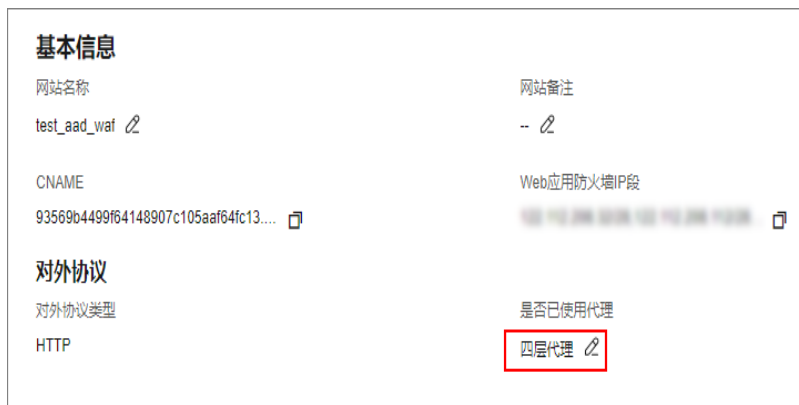 基本信息
网站名称 网站备注
test_aad_waf --
CNAME Web应用防火墙IP段
93569b4499f64148907c105aaf64fc13....
对外协议
对外协议类型 是否已使用代理
HTTP 四层代理